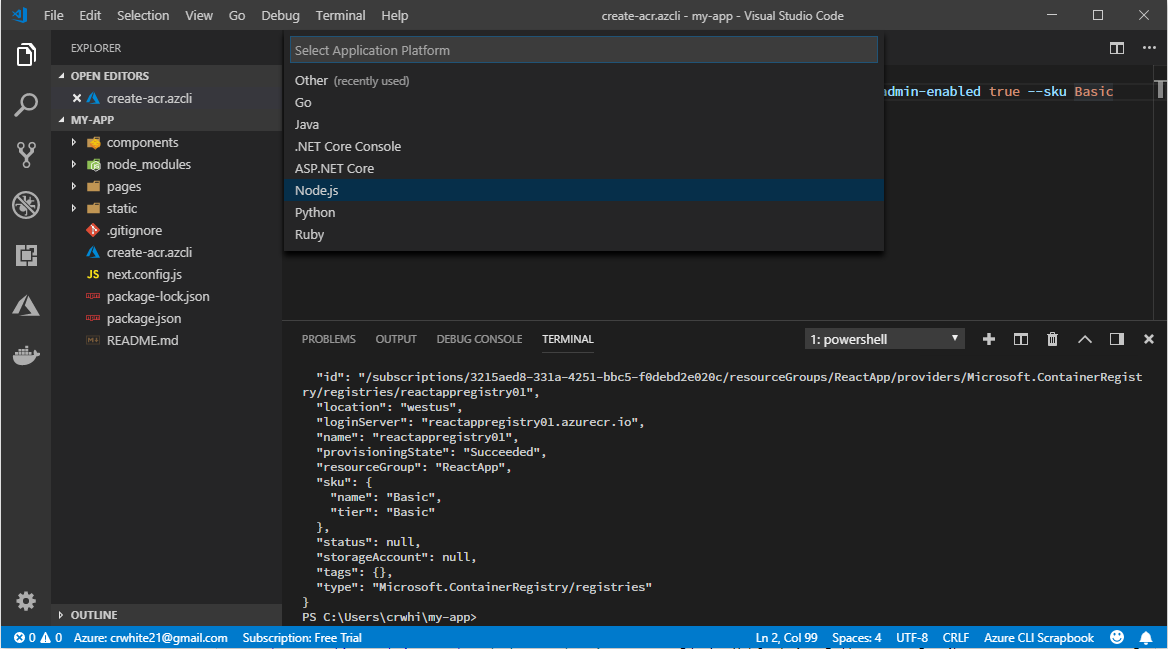 File Edit Selection View Go Debug Terminal Help
create-acr.azcli - my-app - Visual Studio Code
EXPLORER
OPEN EDITORS
create-acr.azcli
MY-APP
components
node_modules
pages
static
.gitignore
create-acr.azcli
JS next.config.js
package-lock.json
package.json
README.md
OUTLINE
Select Application Platform
Other (recently used)
Go
Java
.NET Core Console
ASP.NET Core
Node.js
Python
Ruby
admin-enabled true --sku Basic
PROBLEMS OUTPUT DEBUG CONSOLE TERMINAL
1: powershell
"id": "/subscriptions/3215aed8-331a-4251-bbc5-f0debd2e020c/resourceGroups/ReactApp/providers/Microsoft.ContainerRegist
ry/registries/reactappregistry01",
"location": "westus",
"loginServer": "reactappregistry01.azurecr.io",
"name": "reactappregistry01",
"provisioningState": "Succeeded",
"resourceGroup": "ReactApp",
"sku": {
"name": "Basic",
"tier": "Basic"
},
"status": null,
"storageAccount": null,
"tags": {},
"type": "Microsoft.ContainerRegistry/registries"
}
PS C:\Users\crwhi\my-app>
0 0 Azure: crwhite21@gmail.com Subscription: Free Trial
Ln 2, Col 99 Spaces: 4 UTF-8 CRLF Azure CLI Scrapbook